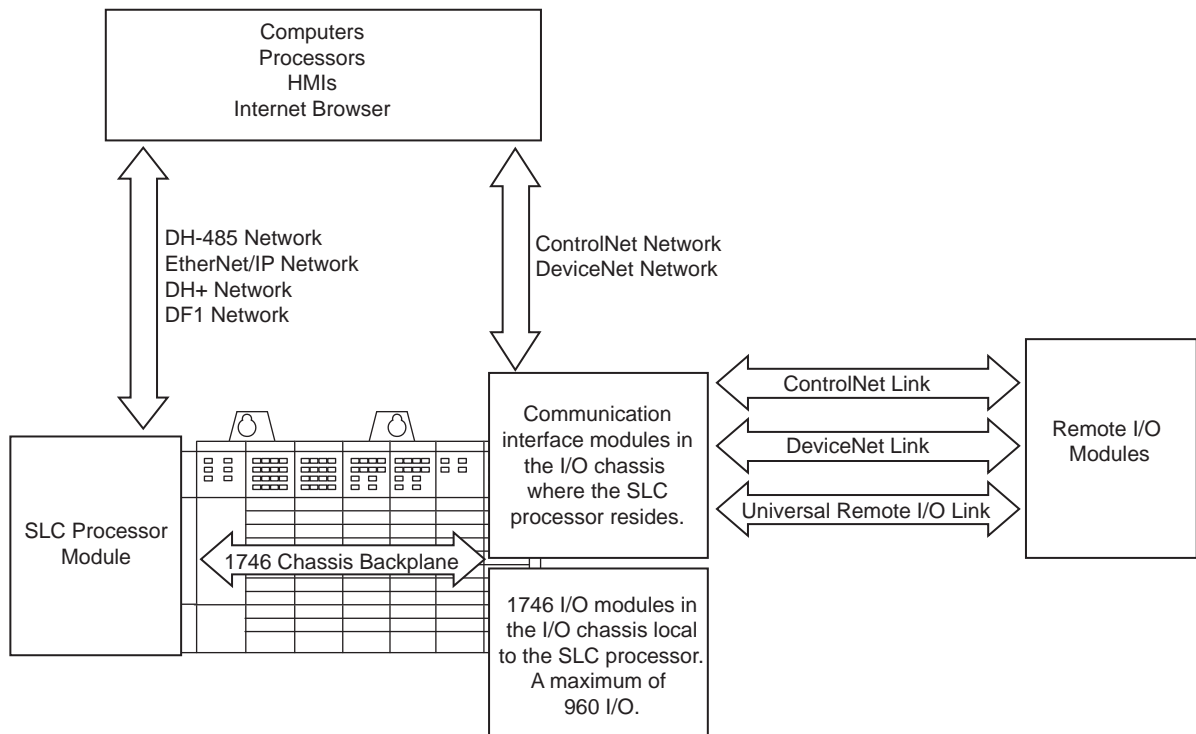 Computers
Processors
HMIs
Internet Browser
DH-485 Network
EtherNet/IP Network
DH+ Network
DF1 Network
ControlNet Network
DeviceNet Network
SLC Processor
Module
1746 Chassis Backplane
Communication
interface modules in
the I/O chassis
where the SLC
processor resides.
1746 I/O modules in
the I/O chassis local
to the SLC processor.
A maximum of
960 I/O.
ControlNet Link
DeviceNet Link
Universal Remote I/O Link
Remote I/O
Modules